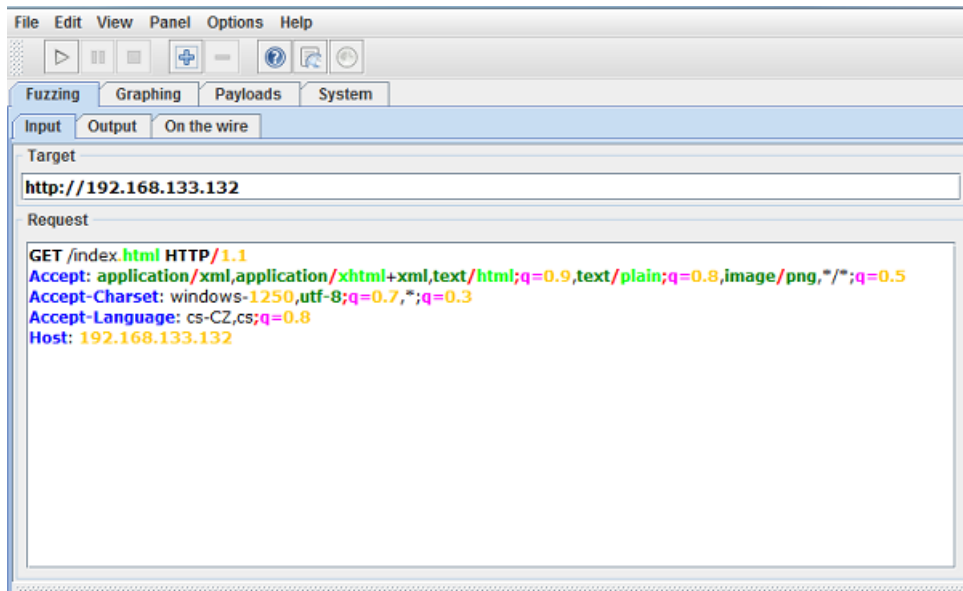 File Edit View Panel Options Help
Fuzzing Graphing Payloads System
Input Output On the wire
Target
http://192.168.133.132
Request
GET /index.html HTTP/1.1
Accept: application/xml,application/xhtml+xml,text/html;q=0.9,text/plain;q=0.8,image/png,*/*;q=0.5
Accept-Charset: windows-1250,utf-8;q=0.7,*;q=0.3
Accept-Language: cs-CZ,cs;q=0.8
Host: 192.168.133.132